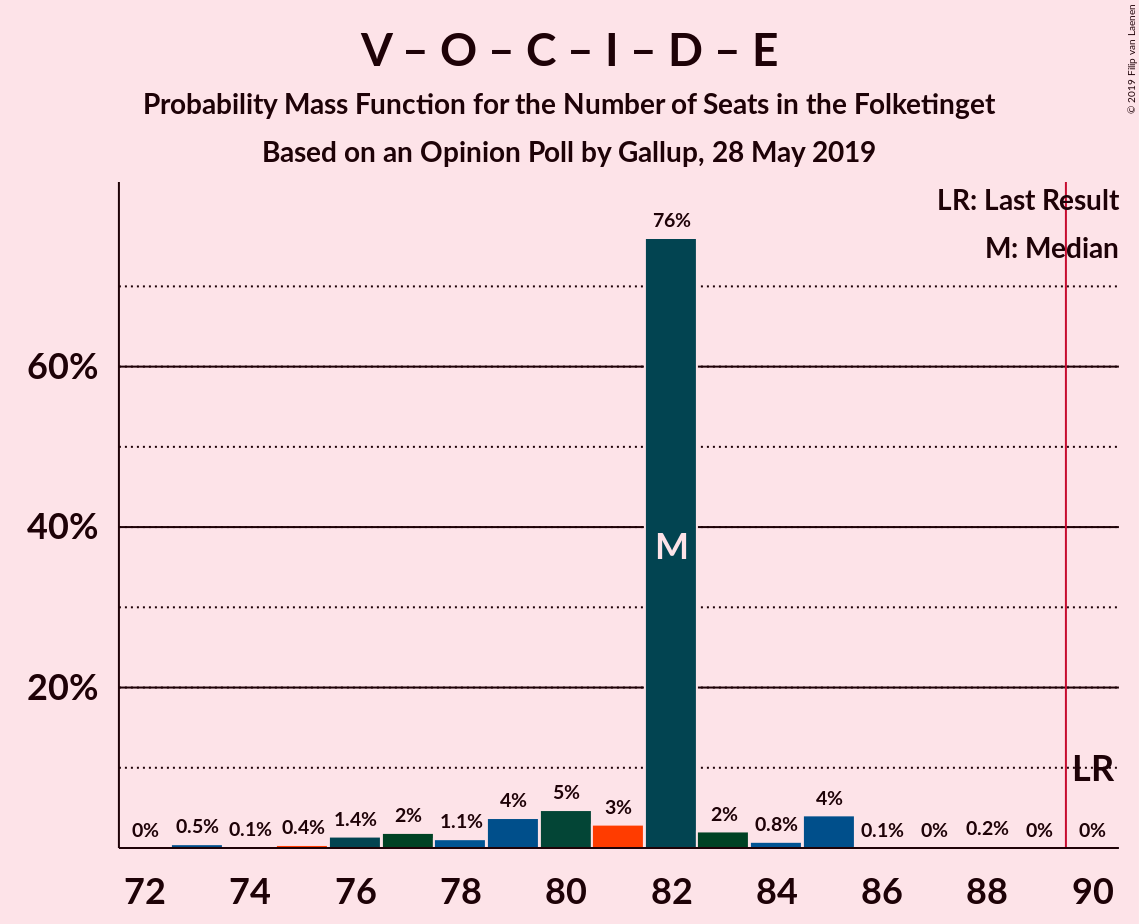 V – O – C – I – D – E
Probability Mass Function for the Number of Seats in the Folketinget
Based on an Opinion Poll by Gallup, 28 May 2019
© 2019 Filip van Laenen
LR: Last Result
M: Median
76%
60%
40%
20%
M
LR
0%
0.5%
0.1%
0.4%
1.4%
2%
1.1%
4%
5%
3%
2%
0.8%
4%
0.1%
0%
0.2%
0%
0%
72 74 76 78 80 82 84 86 88 90